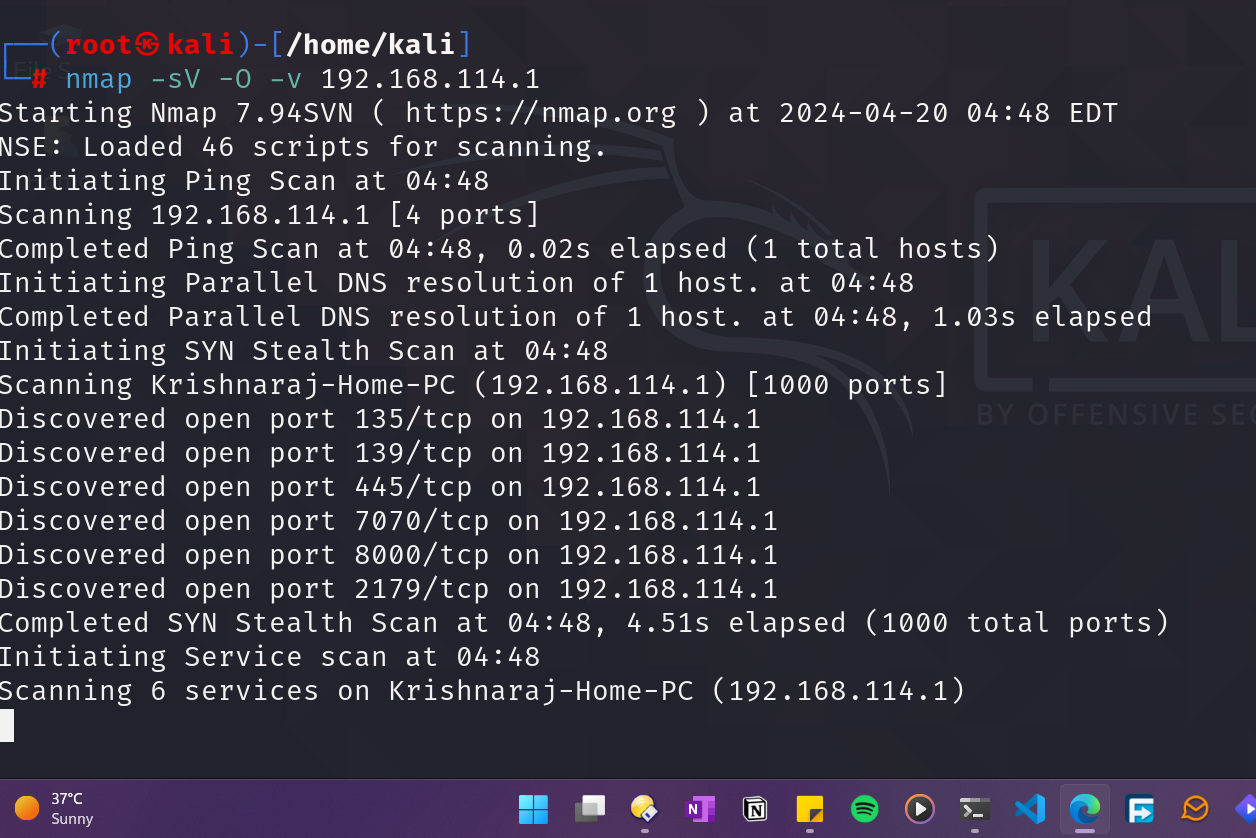 ┌──(root㉿kali)-[/home/kali]
└─# nmap -sV -O -v 192.168.114.1
Starting Nmap 7.94SVN ( https://nmap.org ) at 2024-04-20 04:48 EDT
NSE: Loaded 46 scripts for scanning.
Initiating Ping Scan at 04:48
Scanning 192.168.114.1 [4 ports]
Completed Ping Scan at 04:48, 0.02s elapsed (1 total hosts)
Initiating Parallel DNS resolution of 1 host. at 04:48
Completed Parallel DNS resolution of 1 host. at 04:48, 1.03s elapsed
Initiating SYN Stealth Scan at 04:48
Scanning Krishnaraj-Home-PC (192.168.114.1) [1000 ports]
Discovered open port 135/tcp on 192.168.114.1
Discovered open port 139/tcp on 192.168.114.1
Discovered open port 445/tcp on 192.168.114.1
Discovered open port 7070/tcp on 192.168.114.1
Discovered open port 8000/tcp on 192.168.114.1
Discovered open port 2179/tcp on 192.168.114.1
Completed SYN Stealth Scan at 04:48, 4.51s elapsed (1000 total ports)
Initiating Service scan at 04:48
Scanning 6 services on Krishnaraj-Home-PC (192.168.114.1)
KAL
BY OFFENSIVE SEC
37°C
Sunny